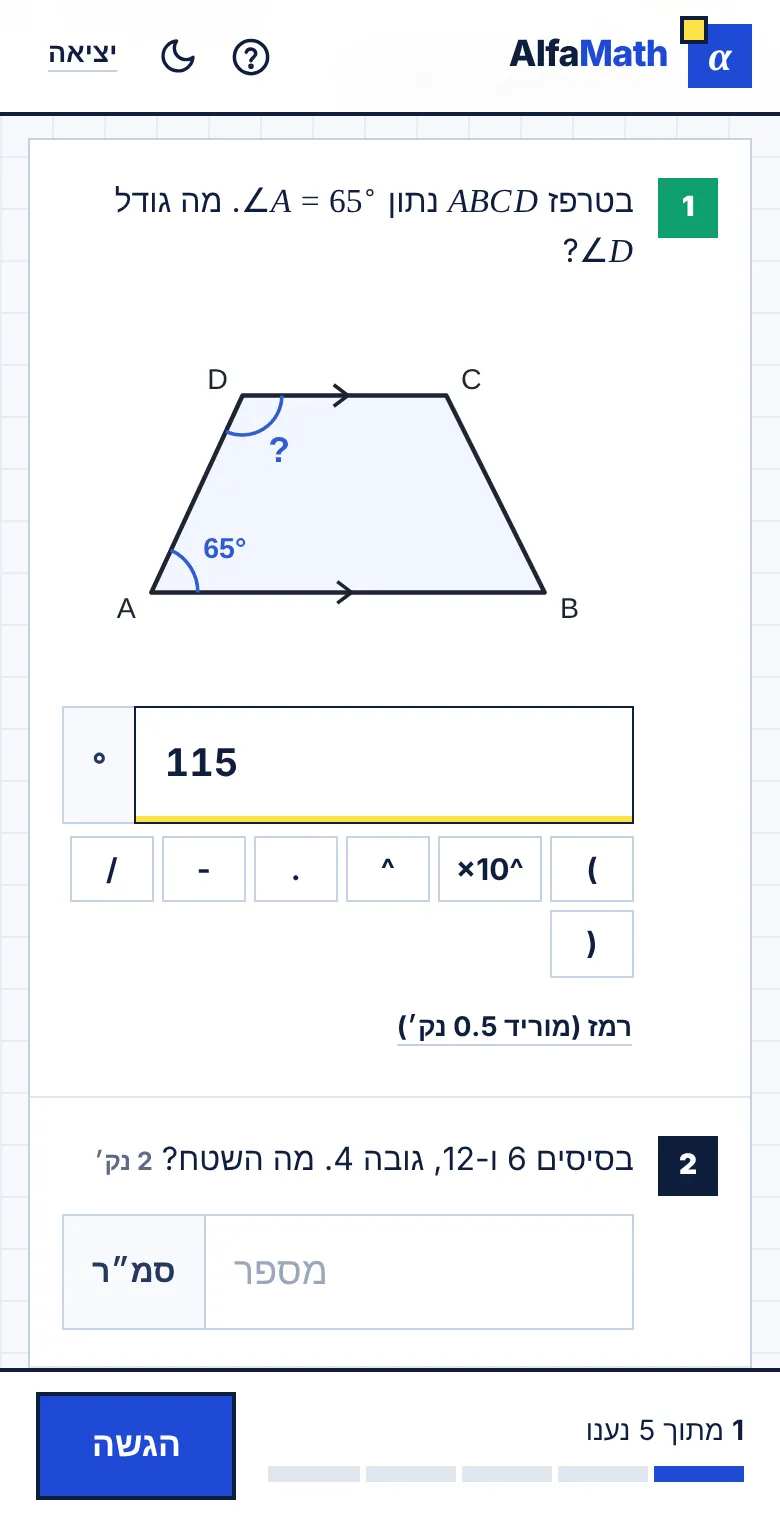 α AlfaMath ? יציאה
1
בטרפז ABCD נתון ∠A = 65°. מה גודל
∠D?
D C
?
65°
A B
115 °
( ×10^ ^ . - /
)
רמז (מוריד 0.5 נק׳)
2
בסיסים 6 ו-12, גובה 4. מה השטח? 2 נק׳
מספר סמ״ר
1 מתוך 5 נענו
הגשה